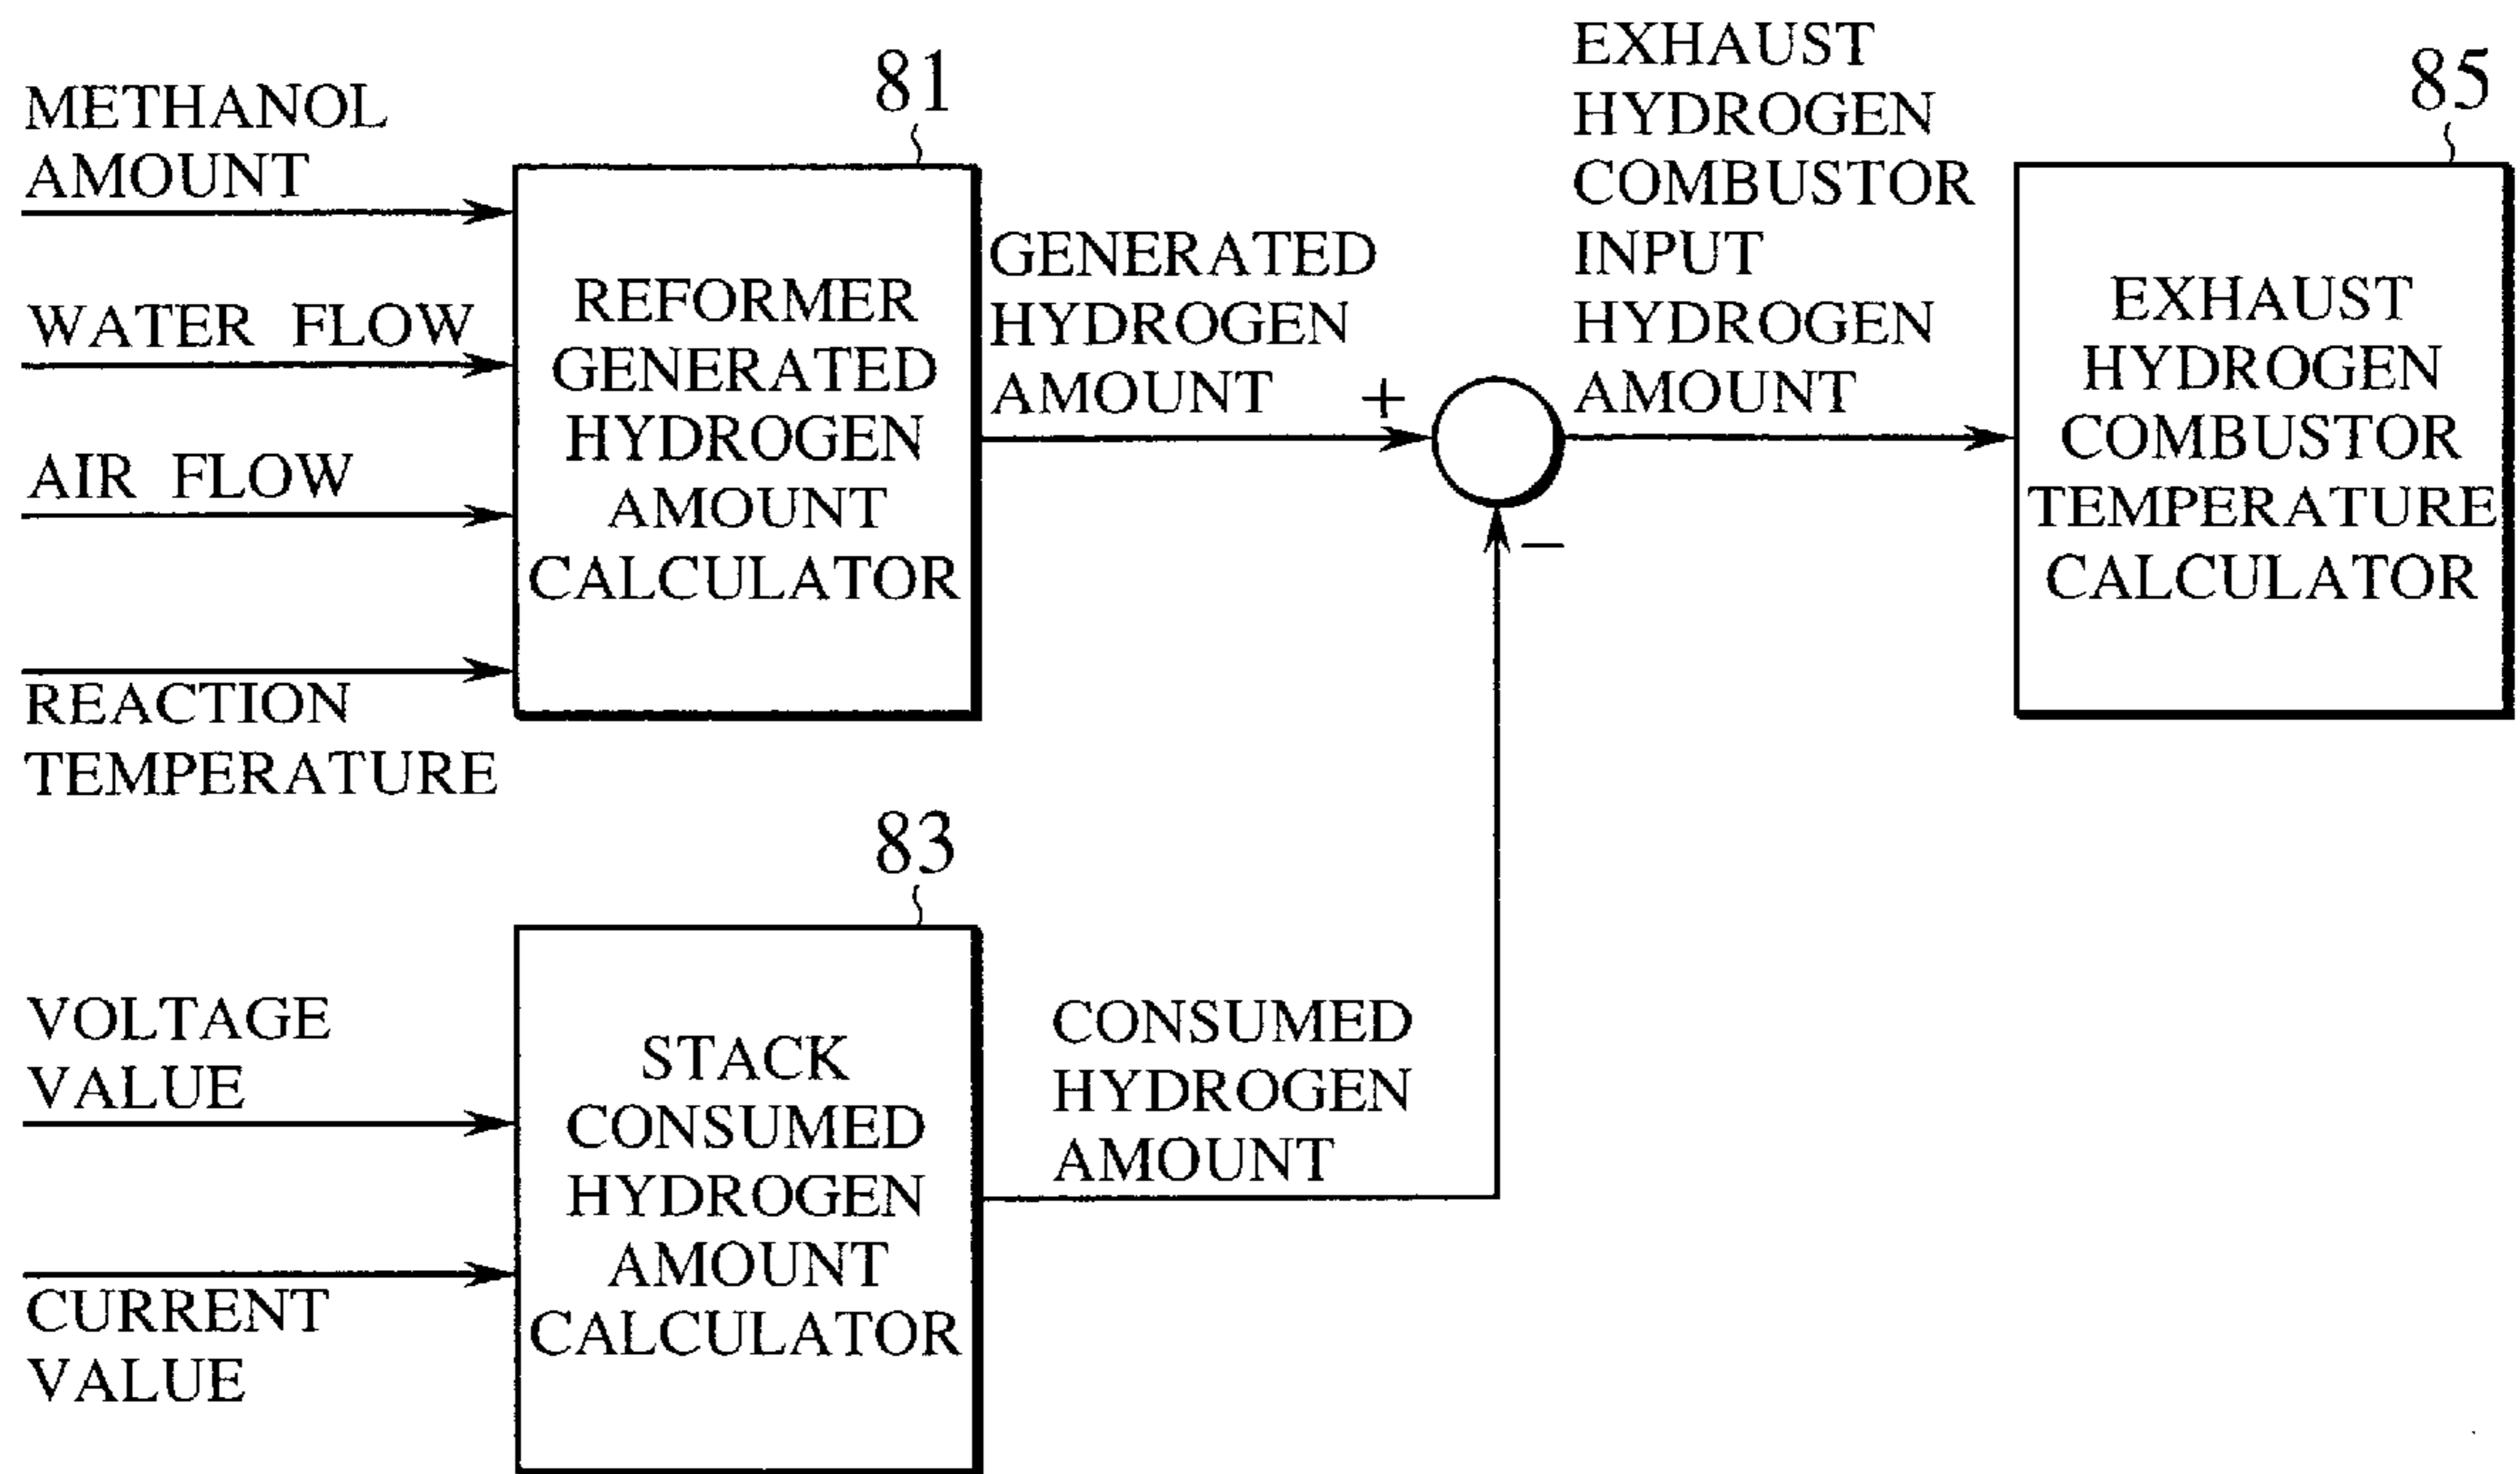 METHANOL
AMOUNT
WATER FLOW
AIR FLOW
REACTION
TEMPERATURE
81
REFORMER
GENERATED
HYDROGEN
AMOUNT
CALCULATOR
GENERATED
HYDROGEN
AMOUNT
+
−
EXHAUST
HYDROGEN
COMBUSTOR
INPUT
HYDROGEN
AMOUNT
85
EXHAUST
HYDROGEN
COMBUSTOR
TEMPERATURE
CALCULATOR
VOLTAGE
VALUE
CURRENT
VALUE
83
STACK
CONSUMED
HYDROGEN
AMOUNT
CALCULATOR
CONSUMED
HYDROGEN
AMOUNT